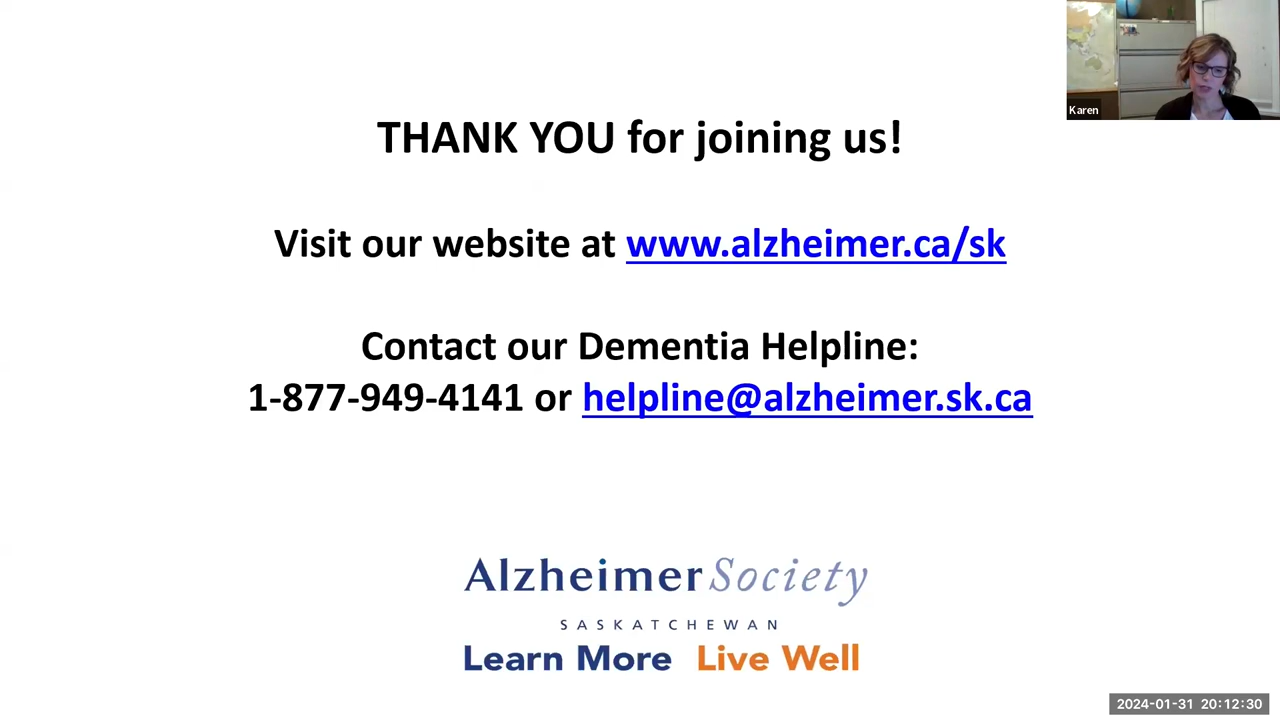 Karen
THANK YOU for joining us!
Visit our website at www.alzheimer.ca/sk
Contact our Dementia Helpline:
1-877-949-4141 or helpline@alzheimer.sk.ca
Alzheimer Society
SASKATCHEWAN
Learn More Live Well
2024-01-31 20:12:30